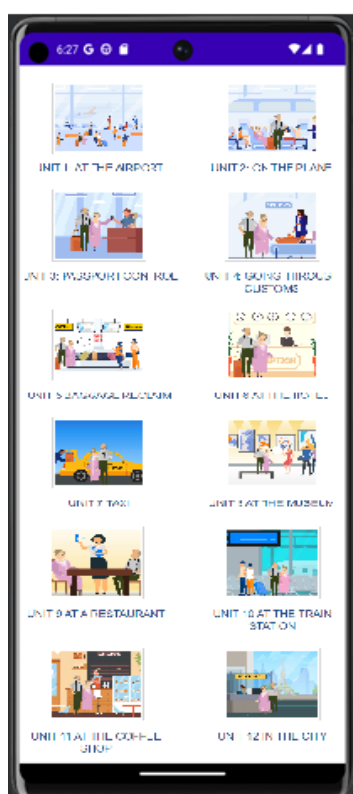 6:27 G
UNIT 1: AT THE AIRPORT
UNIT 2: ON THE PLANE
UNIT 3: PASSPORT CONTROL
UNIT 4: GOING THROUGS
CUSTOMS
UNIT 5 BAGGAGE RECLAIM
UNIT 6 AT THE HOTEL
UNIT 7 TAXI
UNIT 8 AT THE MUSEUM
UNIT 9 AT A RESTAURANT
UNIT 10 AT THE TRAIN
STATION
UNIT 11 AT THE COFFEE
SHOP
UNIT 12 IN THE CITY